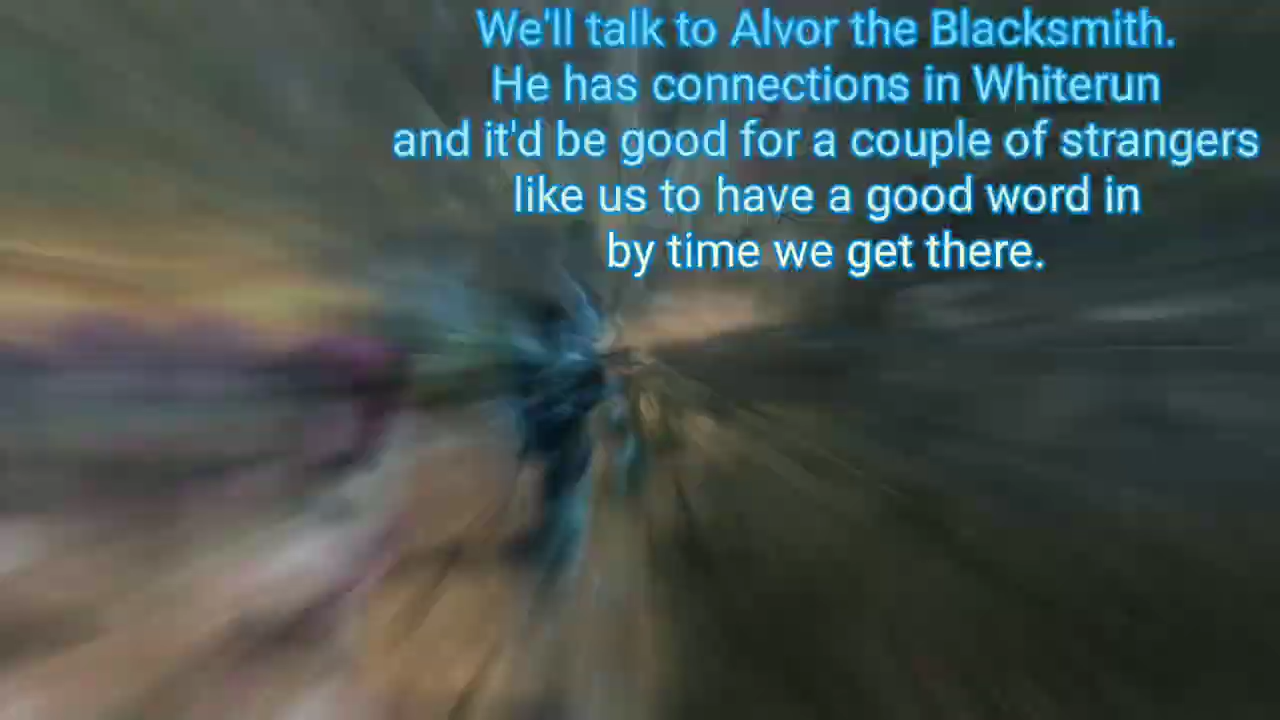 We'll talk to Alvor the Blacksmith.
He has connections in Whiterun
and it'd be good for a couple of strangers
like us to have a good word in
by time we get there.